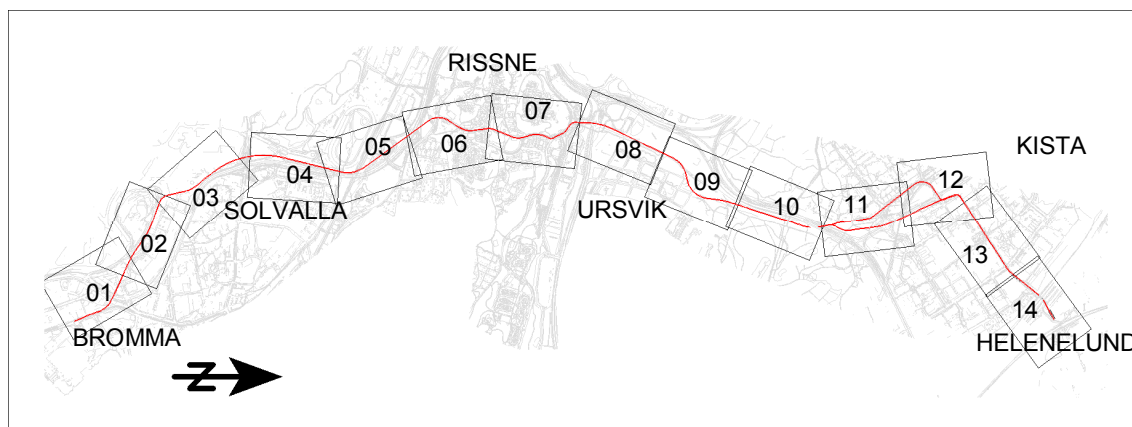 RISSNE
KISTA
SOLVALLA
URSVIK
BROMMA
HELENELUND
01
02
03
04
05
06
07
08
09
10
11
12
13
14
N